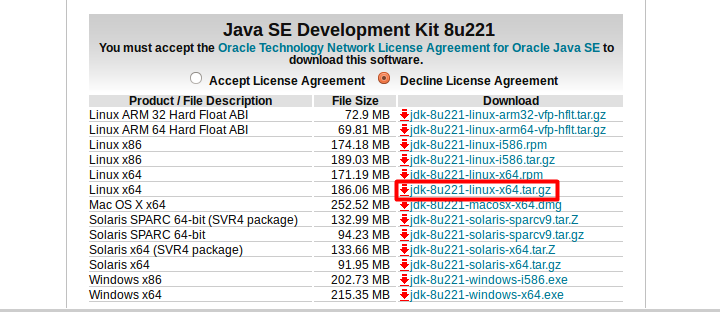 Java SE Development Kit 8u221
You must accept the Oracle Technology Network License Agreement for Oracle Java SE to
download this software.
Accept License Agreement Decline License Agreement
Product / File Description File Size Download
Linux ARM 32 Hard Float ABI 72.9 MB jdk-8u221-linux-arm32-vfp-hflt.tar.gz
Linux ARM 64 Hard Float ABI 69.81 MB jdk-8u221-linux-arm64-vfp-hflt.tar.gz
Linux x86 174.18 MB jdk-8u221-linux-i586.rpm
Linux x86 189.03 MB jdk-8u221-linux-i586.tar.gz
Linux x64 171.19 MB jdk-8u221-linux-x64.rpm
Linux x64 186.06 MB jdk-8u221-linux-x64.tar.gz
Mac OS X x64 252.52 MB jdk-8u221-macosx-x64.dmg
Solaris SPARC 64-bit (SVR4 package) 132.99 MB jdk-8u221-solaris-sparcv9.tar.Z
Solaris SPARC 64-bit 94.23 MB jdk-8u221-solaris-sparcv9.tar.gz
Solaris x64 (SVR4 package) 133.66 MB jdk-8u221-solaris-x64.tar.Z
Solaris x64 91.95 MB jdk-8u221-solaris-x64.tar.gz
Windows x86 202.73 MB jdk-8u221-windows-i586.exe
Windows x64 215.35 MB jdk-8u221-windows-x64.exe